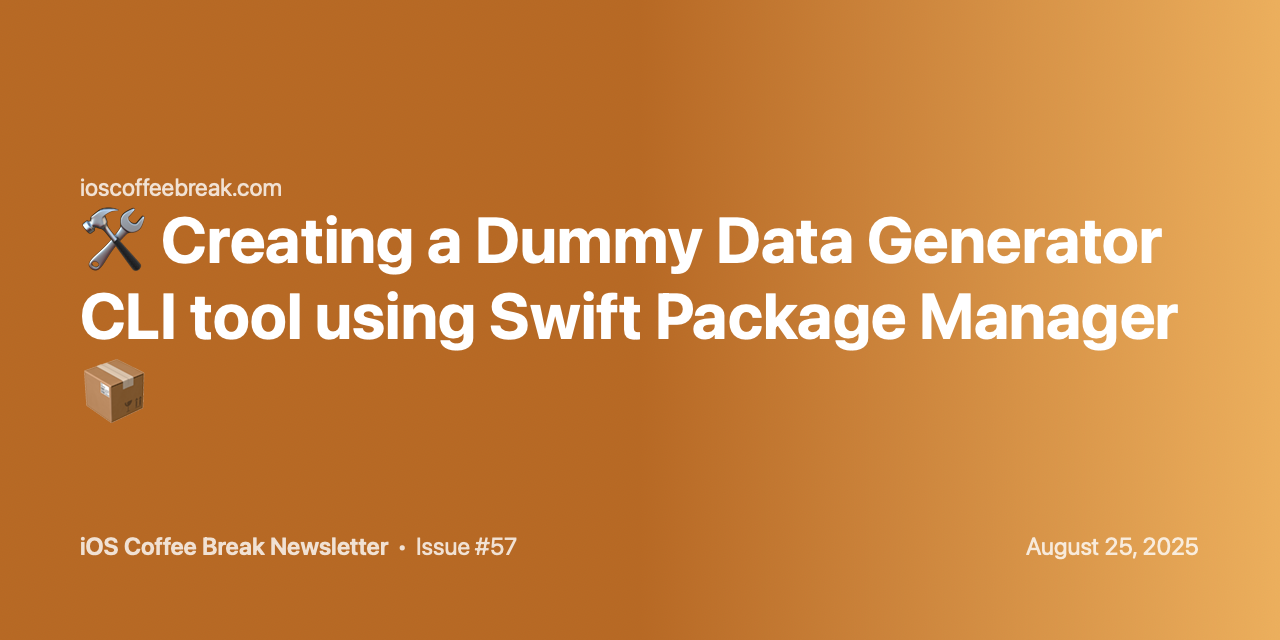 ioscoffeebreak.com
🛠️ Creating a Dummy Data Generator
CLI tool using Swift Package Manager
📦
iOS Coffee Break Newsletter • Issue #57
August 25, 2025